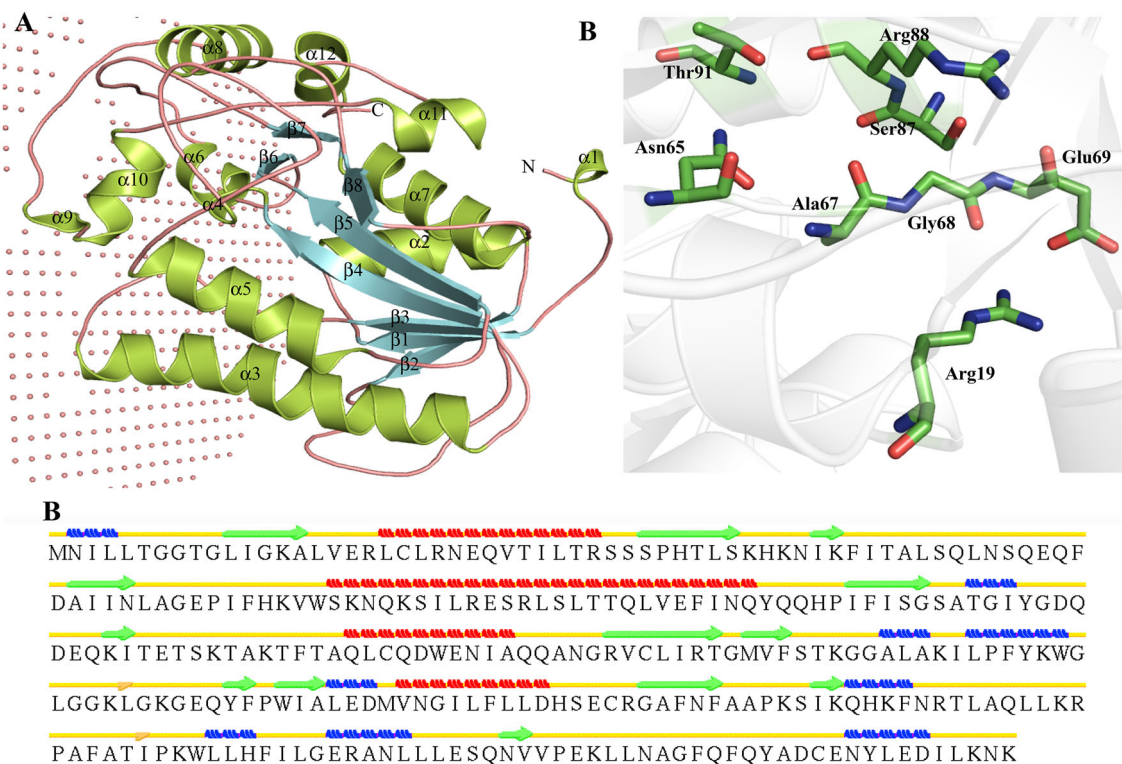 A
B
α8
α12
Arg88
Thr91
C
α11
β7
Ser87
α6
β6
Asn65
N
α1
Glu69
α10
α4
β8
α7
Ala67
α9
β5
α2
Gly68
β4
α5
β3
β1
β2
α3
Arg19
B
MNILLTGGTGLIGKALVERLCLRNEQVTILTRSSSPHTLSKHKNIKFITALSQLNSQEQF
DAIINLAGEPIFHKVWSKNQKSILRESRLSLTTQLVEFINQYQQHPIFISGSATGIYGDQ
DEQKITETSKTAKTFTAQLCQDWENIAQQANGRVCLIRTGMVFSTKGGALAKILPFYKWG
LGGKLGKGEQYFPWIALEDMVNGILFLLDHSECRGAFNFAAPKSIKQHKFNRTLAQLLKR
PAFATIPKWLLHFILGERANLLLESQNVVPEKLLNAGFQFQYADCENYLEDILKNK